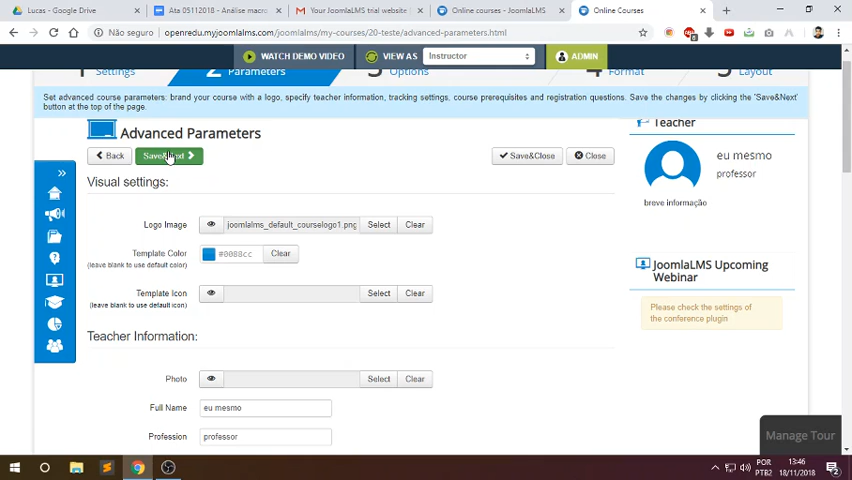 Lucas - Google Drive
Ata 05112018 - Análise macro
Your JoomlaLMS trial website
Online courses - JoomlaLMS
Online Courses
Não seguro
openredu.myjoomlalms.com/joomlalms/my-courses/20-teste/advanced-parameters.html
WATCH DEMO VIDEO
VIEW AS
Instructor
ADMIN
1 Settings
2 Parameters
3 Options
4 Format
5 Layout
Set advanced course parameters: brand your course with a logo, specify teacher information, tracking settings, course prerequisites and registration questions. Save the changes by clicking the 'Save&Next'
button at the top of the page.
Advanced Parameters
Back
Save&Next
Save&Close
Close
Visual settings:
Logo Image
joomlalms_default_courselogo1.png
Select
Clear
Template Color
(leave blank to use default color)
#0088cc
Clear
Template Icon
(leave blank to use default icon)
Select
Clear
Teacher Information:
Photo
Select
Clear
Full Name
eu mesmo
Profession
professor
Teacher
eu mesmo
professor
breve informação
JoomlaLMS Upcoming
Webinar
Please check the settings of
the conference plugin
Manage Tour
POR
PTB2
13:46
18/11/2018
2